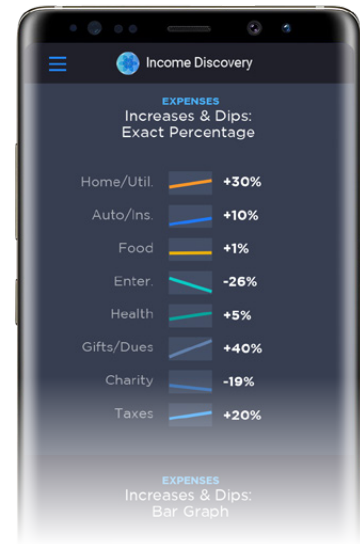 Income Discovery
EXPENSES
Increases & Dips:
Exact Percentage
Home/Util. +30%
Auto/Ins. +10%
Food +1%
Enter. -26%
Health +5%
Gifts/Dues +40%
Charity -19%
Taxes +20%
EXPENSES
Increases & Dips:
Bar Graph